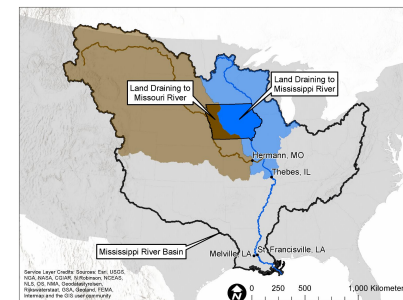 Land Draining to
Missouri River
Land Draining to
Mississippi River
Hermann, MO
Thebes, IL
Mississippi River Basin
Melville, LA
St. Francisville, LA
Service Layer Credits: Sources: Esri, USGS,
NGA, NASA, CGIAR, N Robinson, NCEAS,
NLS, OS, NMA, Geodatastyrelsen,
Rijkswaterstaat, GSA, Geoland, FEMA,
Intermap and the GIS user community
N
0 250 500 1,000 Kilometers